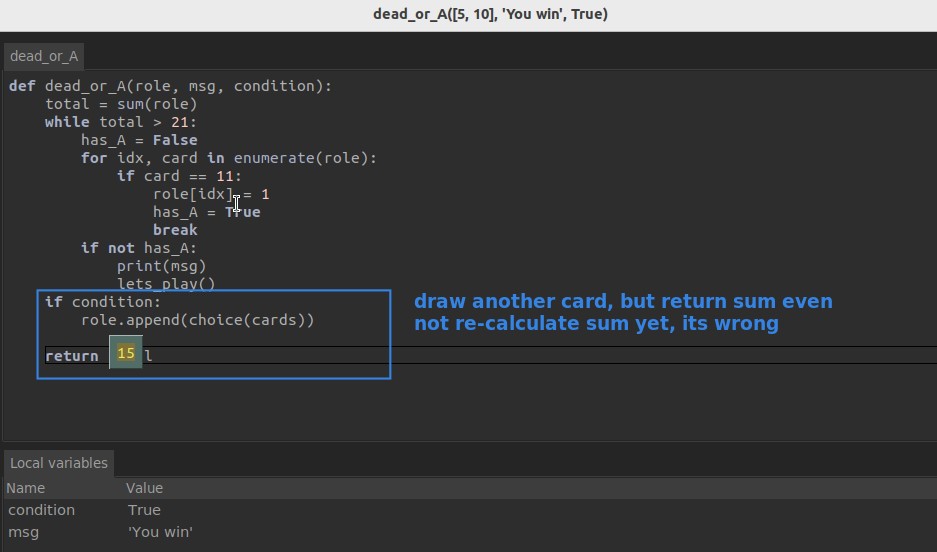 dead_or_A([5, 10], 'You win', True)
dead_or_A
def dead_or_A(role, msg, condition):
    total = sum(role)
    while total > 21:
        has_A = False
        for idx, card in enumerate(role):
            if card == 11:
                role[idx] = 1
                has_A = True
                break
        if not has_A:
            print(msg)
            lets_play()
    if condition:
        role.append(choice(cards))
draw another card, but return sum even
not re-calculate sum yet, its wrong
    return 15 l
Local variables
Name Value
condition True
msg 'You win'